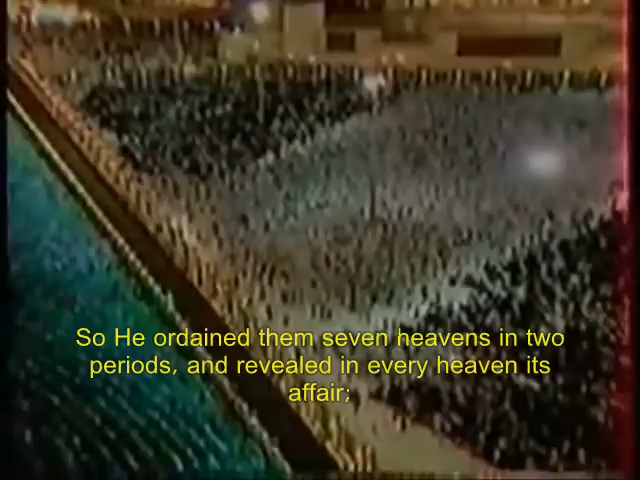 So He ordained them seven heavens in two
periods, and revealed in every heaven its
affair;